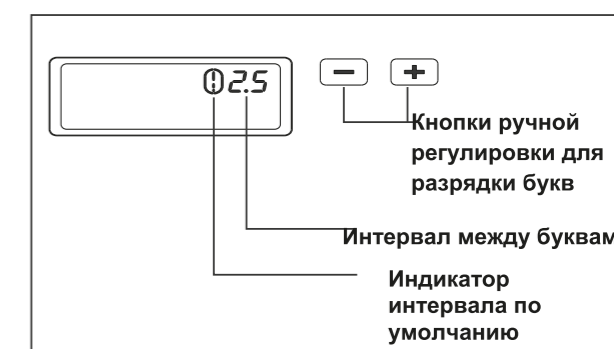 2.5
Кнопки ручной
регулировки для
разрядки букв
Интервал между буквам
Индикатор
интервала по
умолчанию